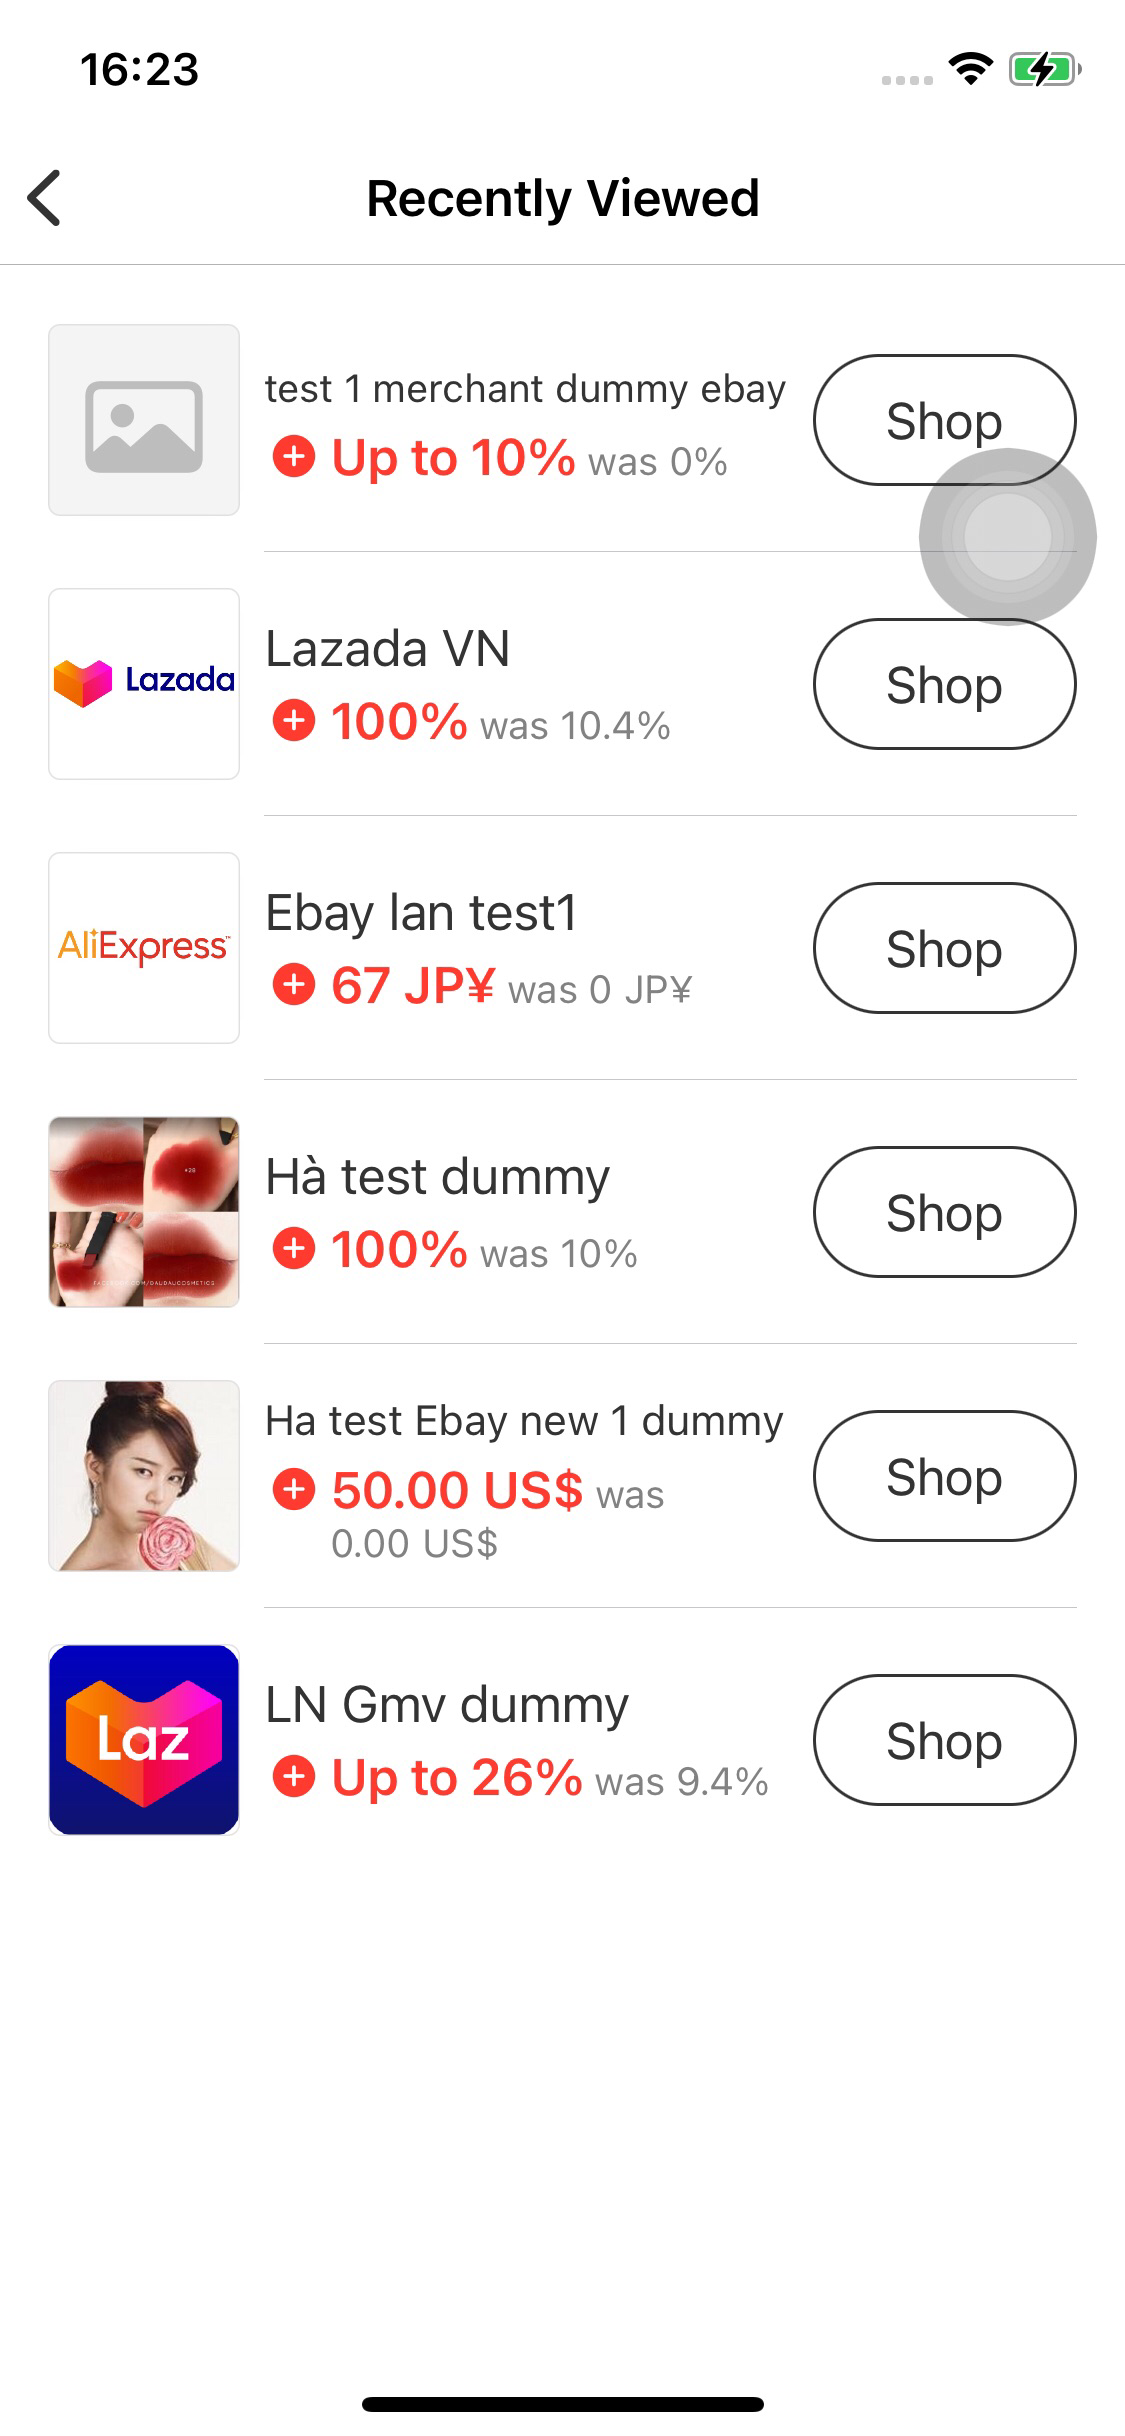 16:23
Recently Viewed
test 1 merchant dummy ebay
Up to 10% was 0%
Shop
Lazada
Lazada VN
100% was 10.4%
Shop
AliExpress™
Ebay lan test1
67 JP¥ was 0 JP¥
Shop
Hà test dummy
100% was 10%
Shop
Ha test Ebay new 1 dummy
50.00 US$ was
0.00 US$
Shop
Laz
LN Gmv dummy
Up to 26% was 9.4%
Shop